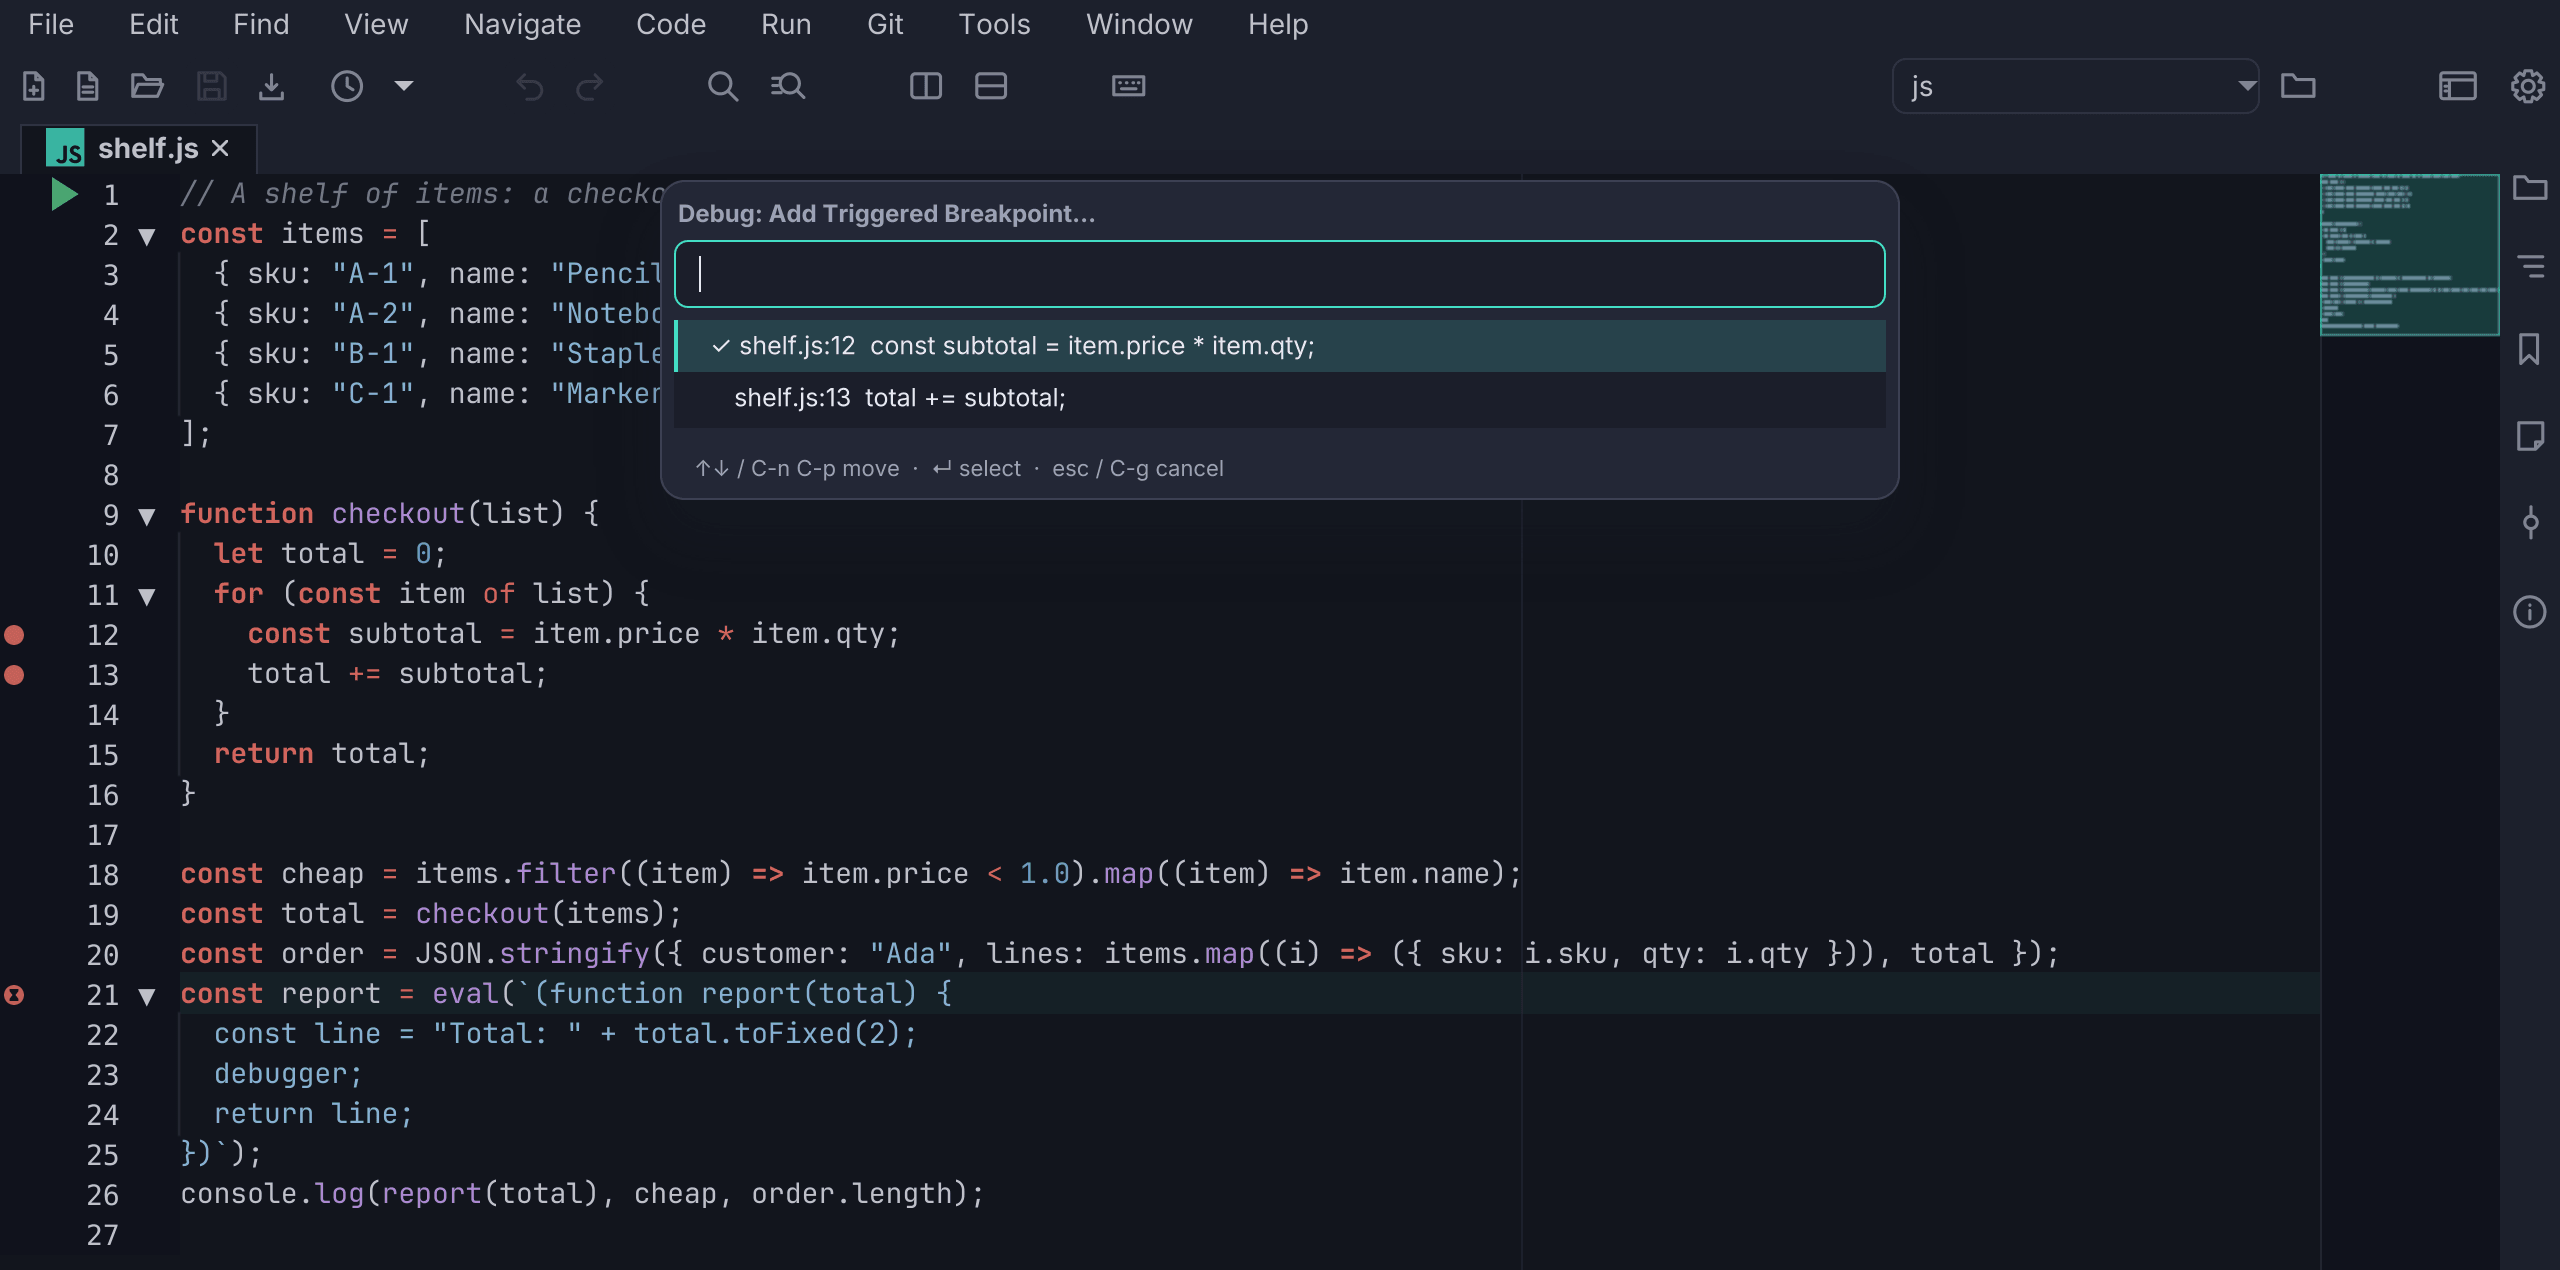 File Edit Find View Navigate Code Run Git Tools Window Help
js
JS shelf.js ×
1 // A shelf of items: a checko
2 const items = [
3 { sku: "A-1", name: "Pencil
4 { sku: "A-2", name: "Notebo
5 { sku: "B-1", name: "Staple
6 { sku: "C-1", name: "Marker
7 ];
8
9 function checkout(list) {
10 let total = 0;
11 for (const item of list) {
12 const subtotal = item.price * item.qty;
13 total += subtotal;
14 }
15 return total;
16 }
17
18 const cheap = items.filter((item) => item.price < 1.0).map((item) => item.name);
19 const total = checkout(items);
20 const order = JSON.stringify({ customer: "Ada", lines: items.map((i) => ({ sku: i.sku, qty: i.qty })), total });
21 const report = eval(`(function report(total) {
22 const line = "Total: " + total.toFixed(2);
23 debugger;
24 return line;
25 })`);
26 console.log(report(total), cheap, order.length);
27
Debug: Add Triggered Breakpoint...
✓ shelf.js:12 const subtotal = item.price * item.qty;
shelf.js:13 total += subtotal;
↑↓ / C-n C-p move · ↵ select · esc / C-g cancel